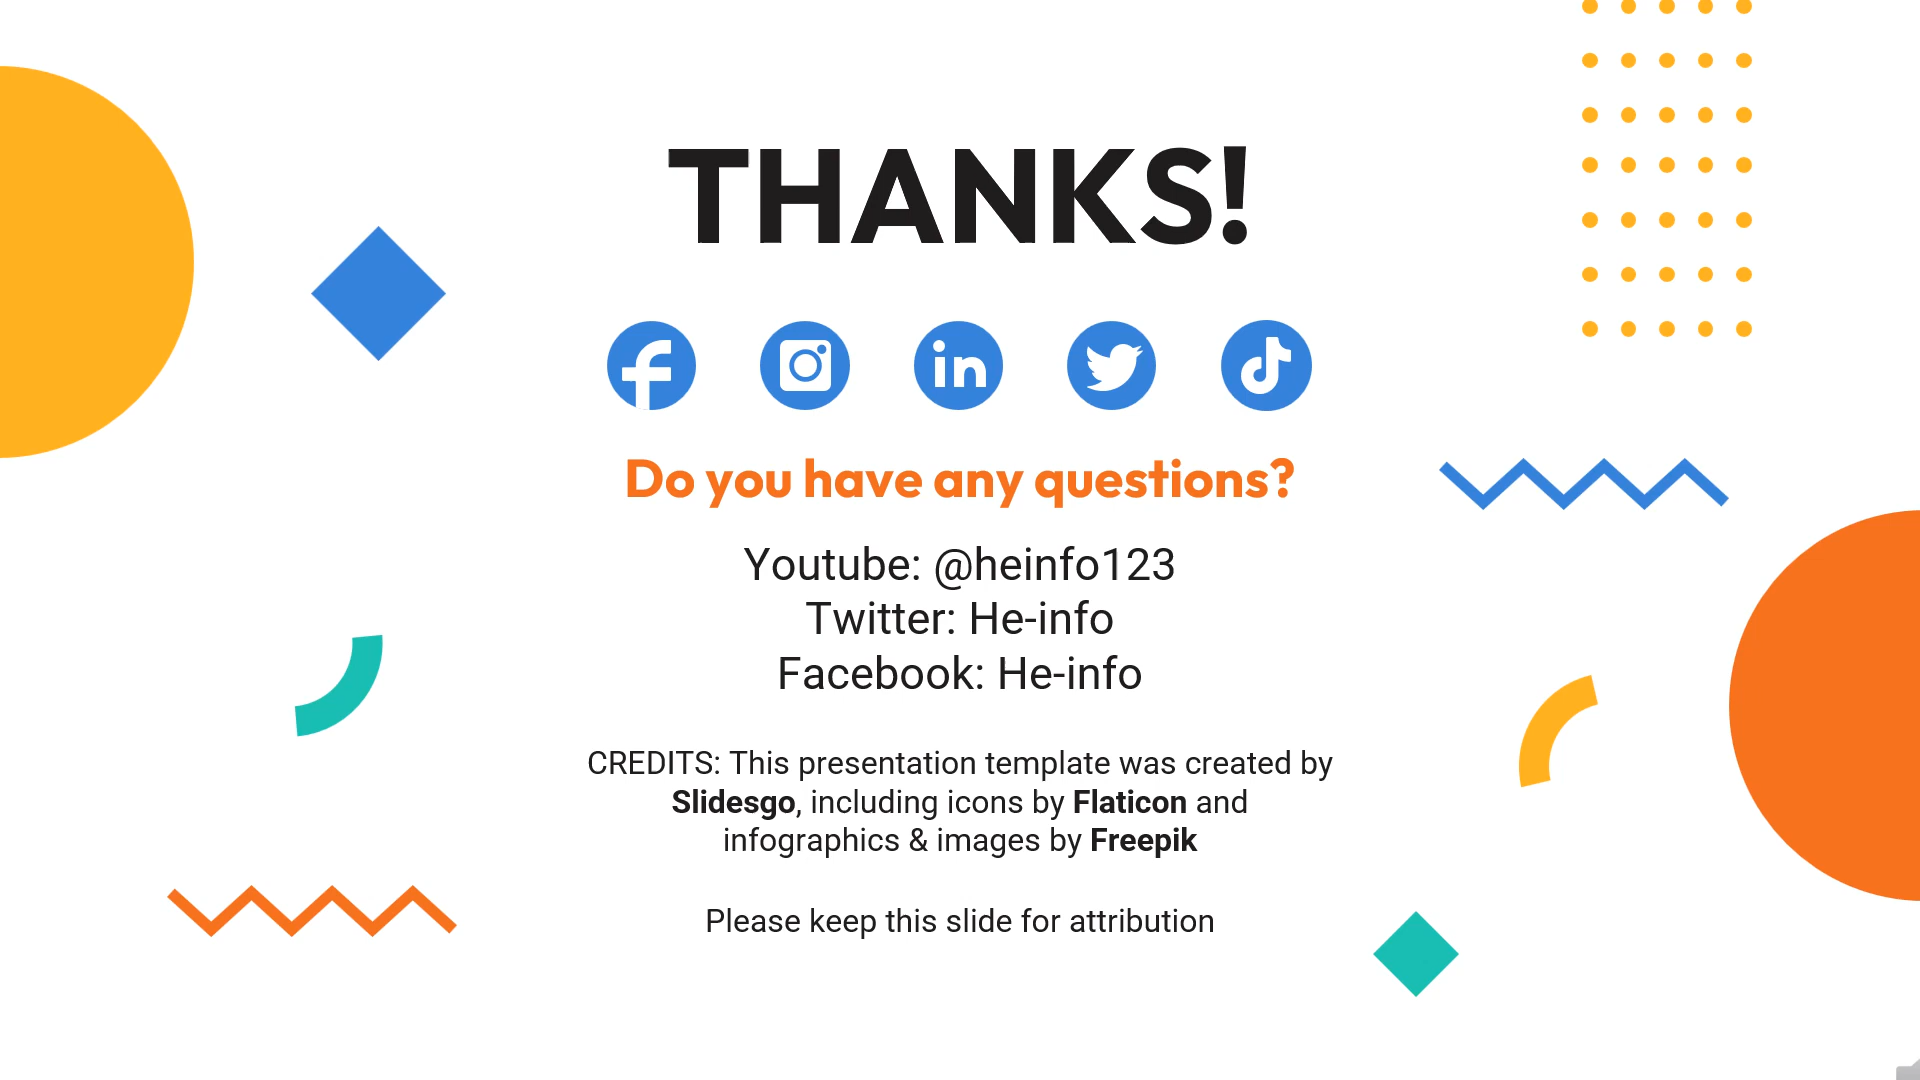 THANKS!
Do you have any questions?
Youtube: @heinfo123
Twitter: He-info
Facebook: He-info
CREDITS: This presentation template was created by
Slidesgo, including icons by Flaticon and
infographics & images by Freepik
Please keep this slide for attribution